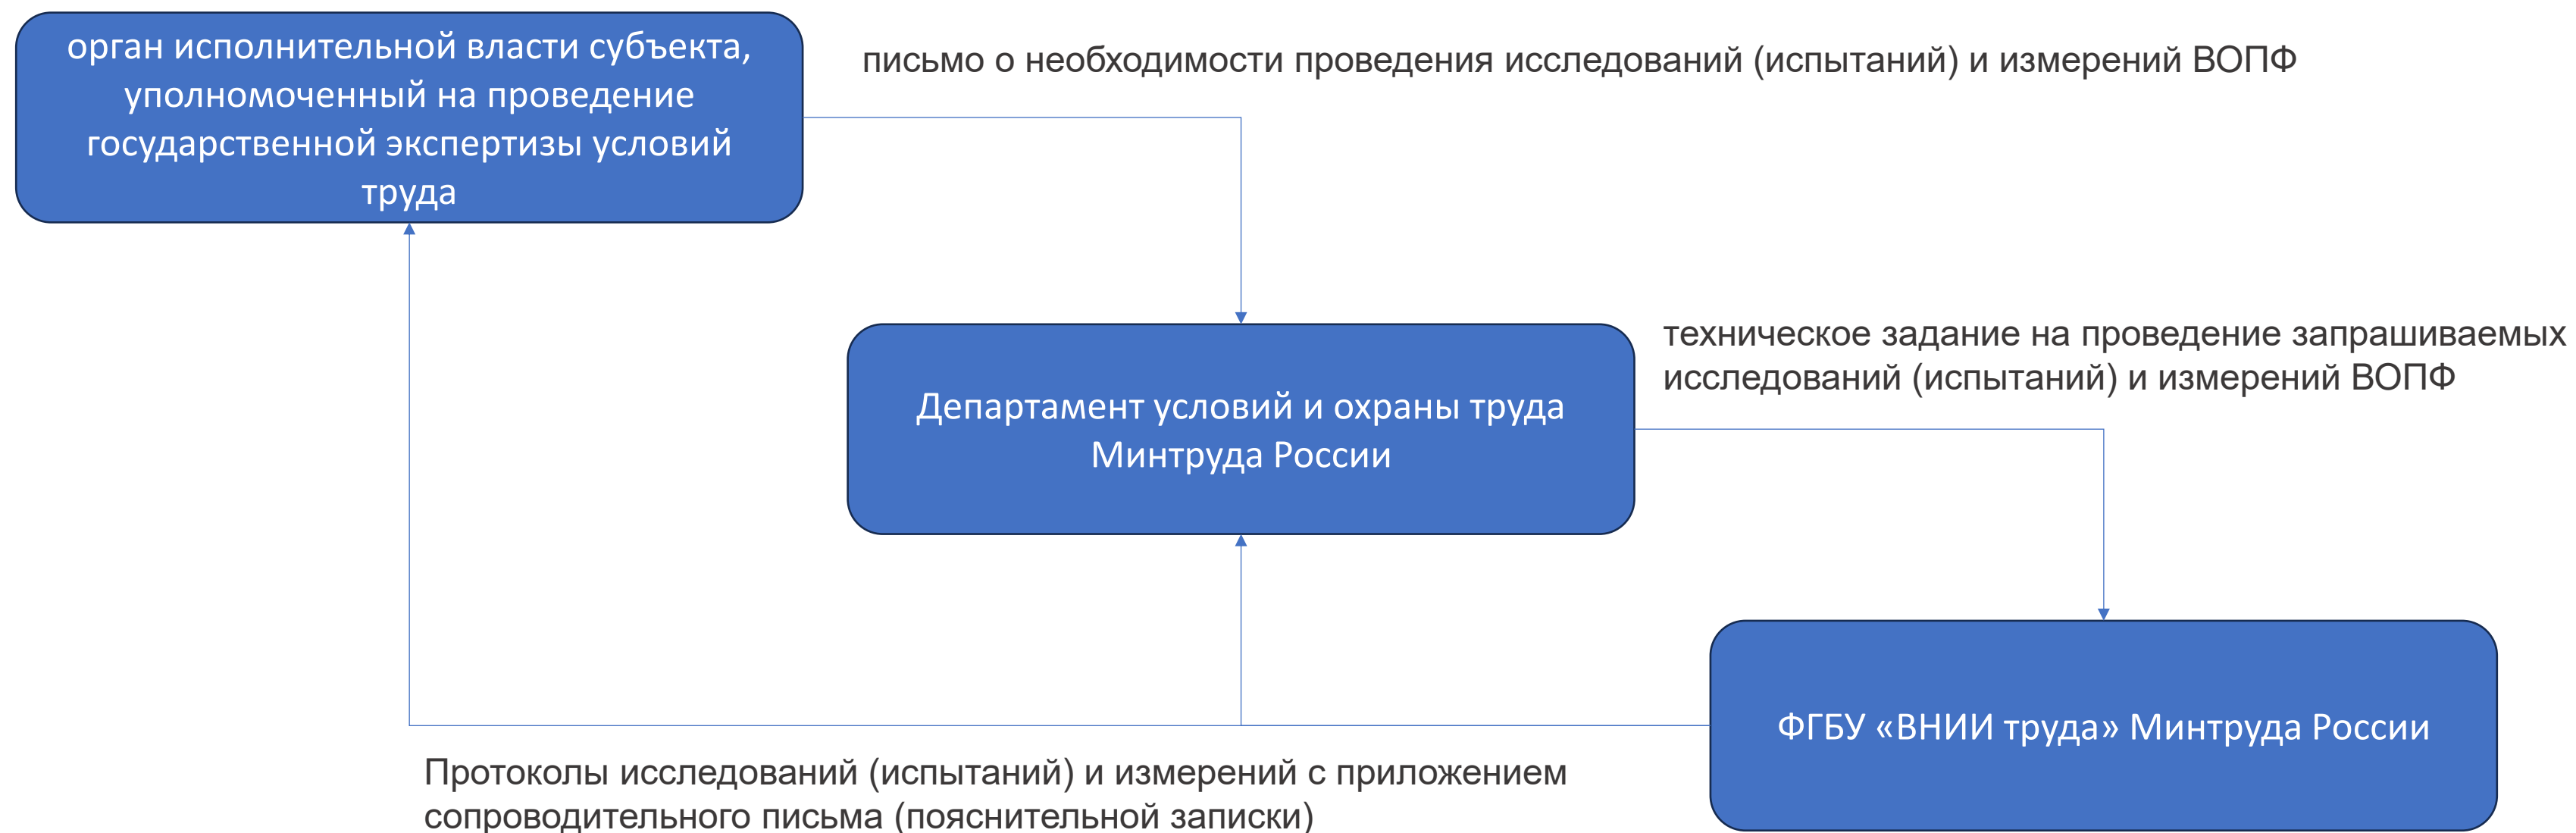 орган исполнительной власти субъекта,
уполномоченный на проведение
государственной экспертизы условий
труда
письмо о необходимости проведения исследований (испытаний) и измерений ВОПФ
техническое задание на проведение запрашиваемых
исследований (испытаний) и измерений ВОПФ
Департамент условий и охраны труда
Минтруда России
ФГБУ «ВНИИ труда» Минтруда России
Протоколы исследований (испытаний) и измерений с приложением
сопроводительного письма (пояснительной записки)